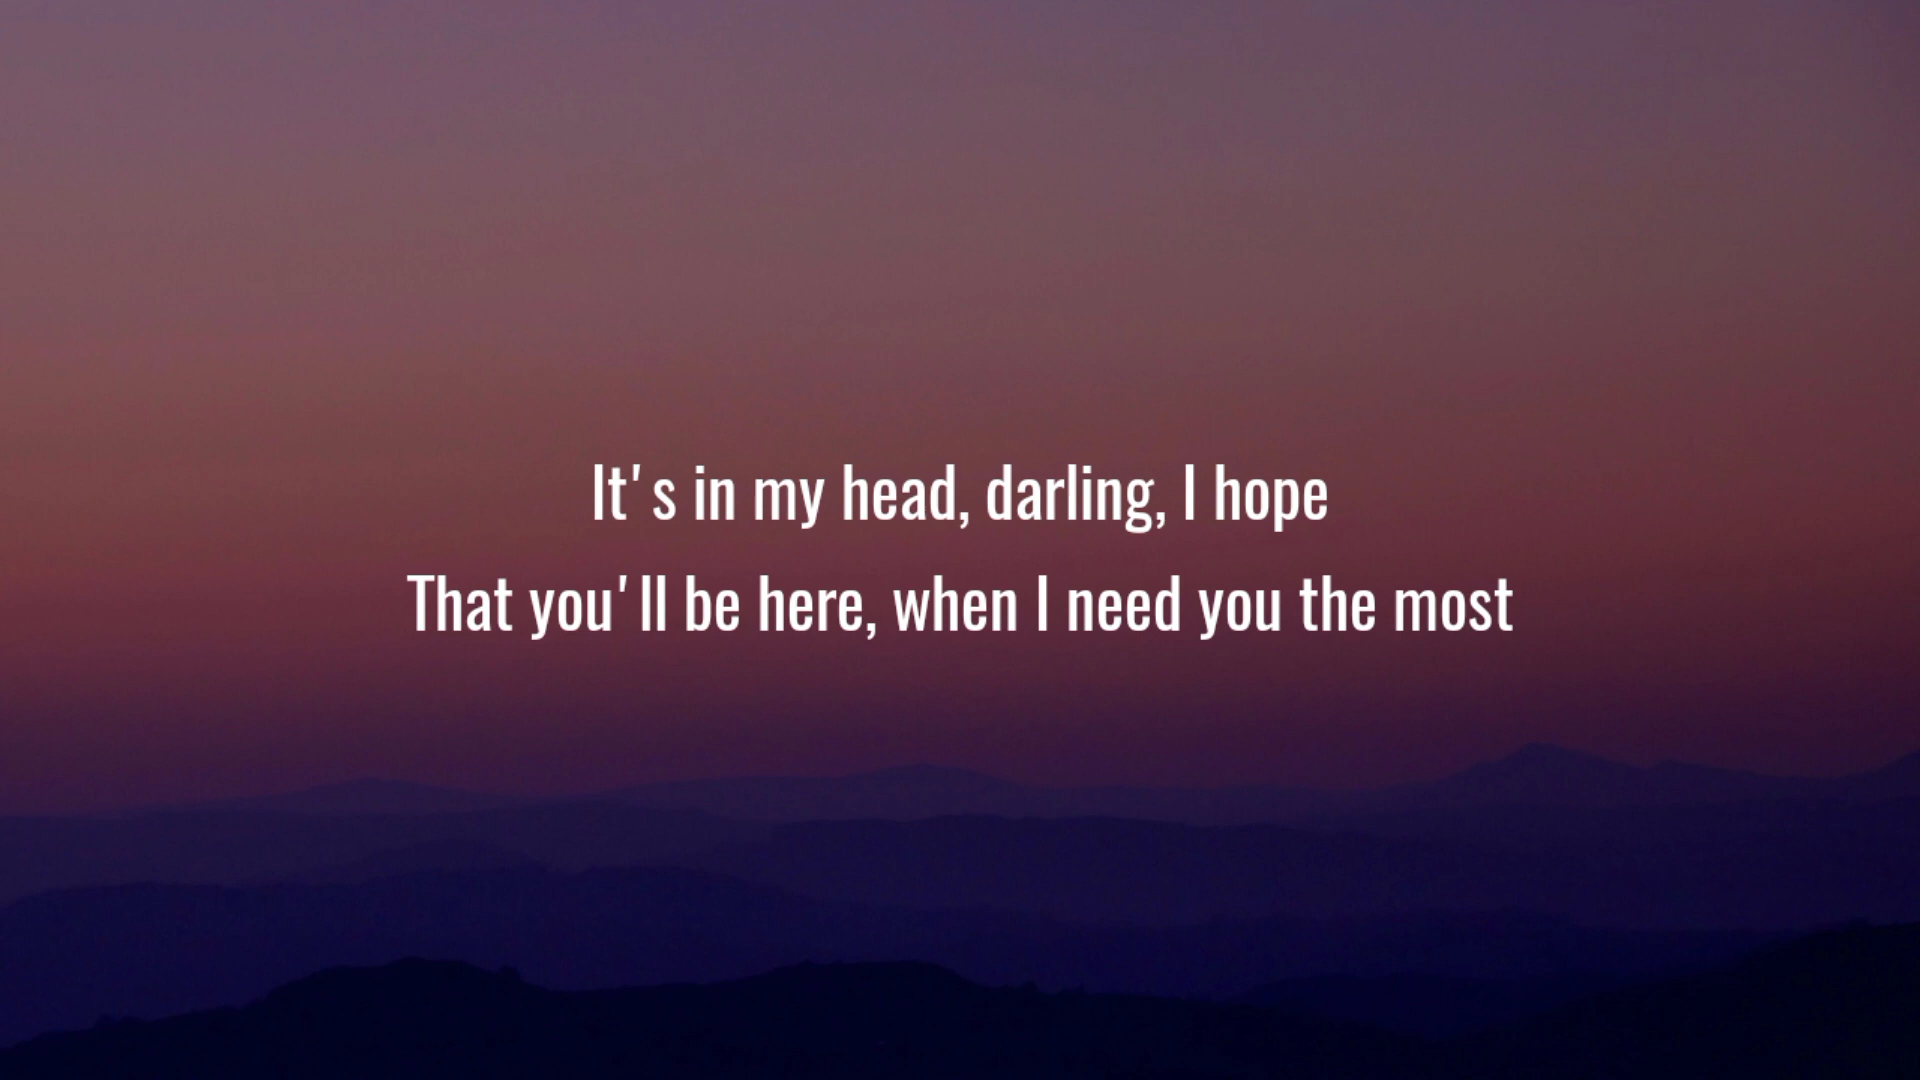 It's in my head, darling, I hope
That you'll be here, when I need you the most